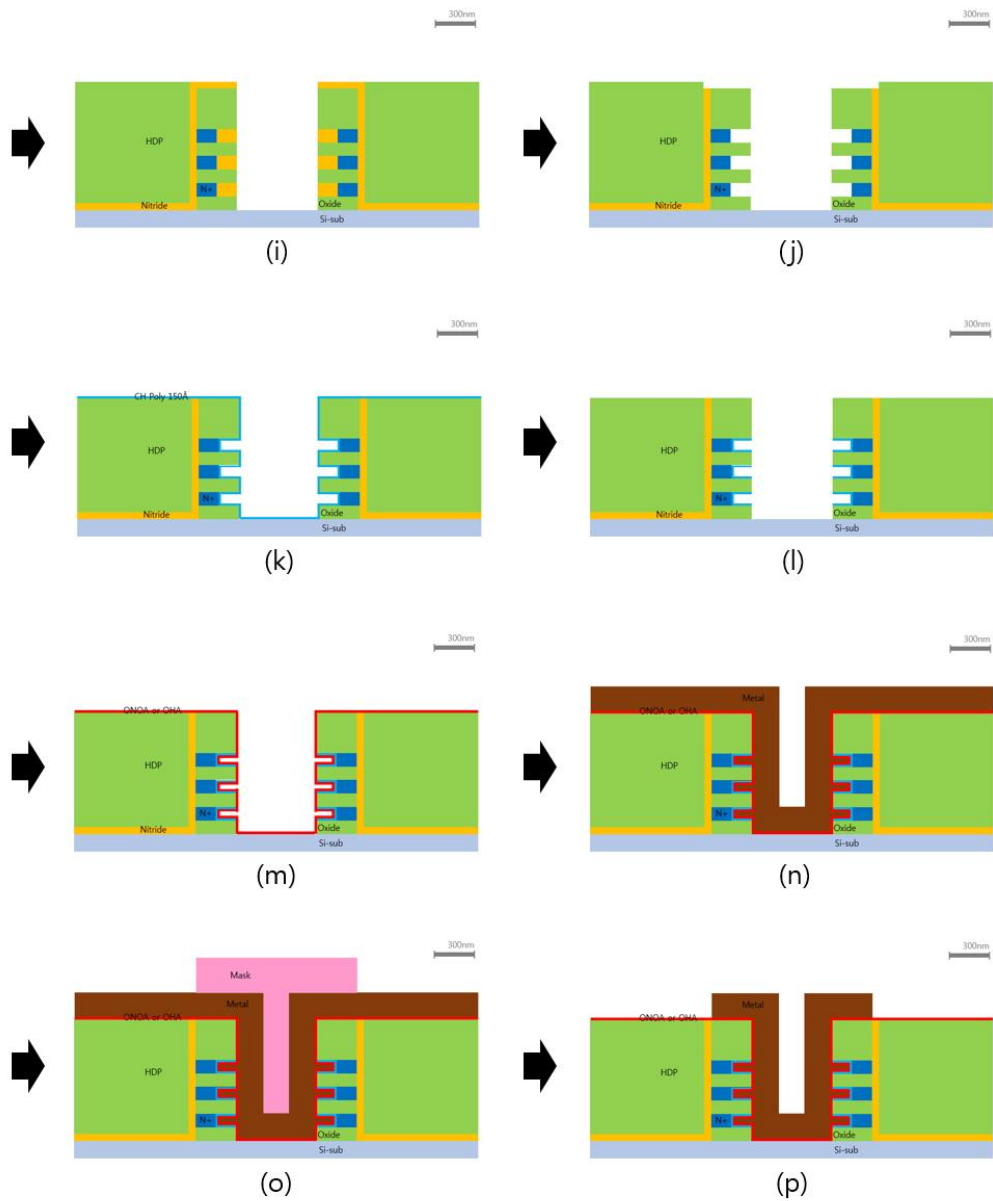 300nm
300nm
HDP
N+
Nitride
Oxide
Si-sub
(i)
HDP
N+
Nitride
Oxide
Si-sub
(j)
300nm
300nm
CH Poly 150Å
HDP
N+
Nitride
Oxide
Si-sub
(k)
HDP
N+
Nitride
Oxide
Si-sub
(l)
300nm
300nm
ONOA or OHA
HDP
N+
Nitride
Oxide
Si-sub
(m)
Metal
ONOA or OHA
HDP
N+
Nitride
Oxide
Si-sub
(n)
300nm
300nm
Mask
Metal
ONOA or OHA
HDP
N+
Nitride
Oxide
Si-sub
(o)
Metal
ONOA or OHA
HDP
N+
Nitride
Oxide
Si-sub
(p)